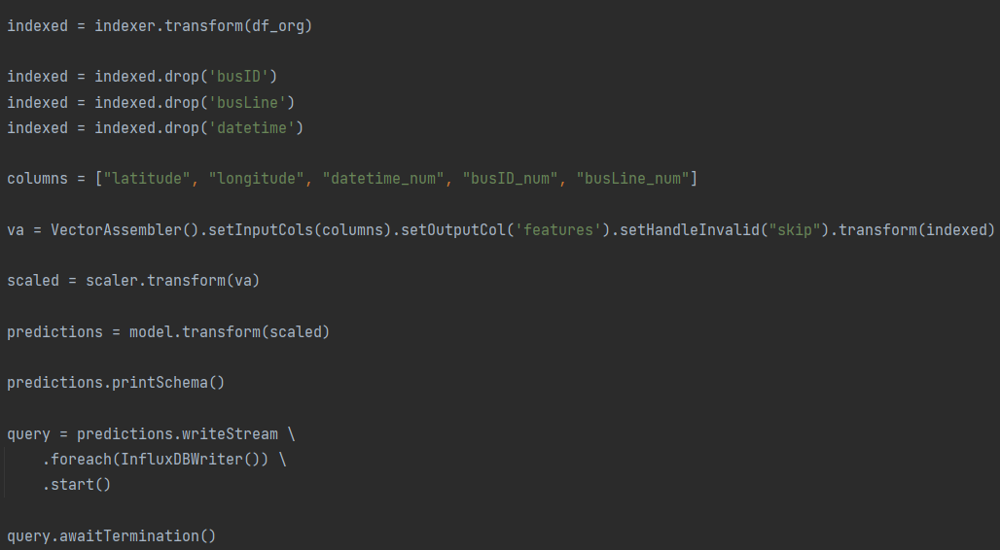 indexed = indexer.transform(df_org)
indexed = indexed.drop('busID')
indexed = indexed.drop('busLine')
indexed = indexed.drop('datetime')
columns = ["latitude", "longitude", "datetime_num", "busID_num", "busLine_num"]
va = VectorAssembler().setInputCols(columns).setOutputCol('features').setHandleInvalid("skip").transform(indexed)
scaled = scaler.transform(va)
predictions = model.transform(scaled)
predictions.printSchema()
query = predictions.writeStream \
    .foreach(InfluxDBWriter()) \
    .start()
query.awaitTermination()